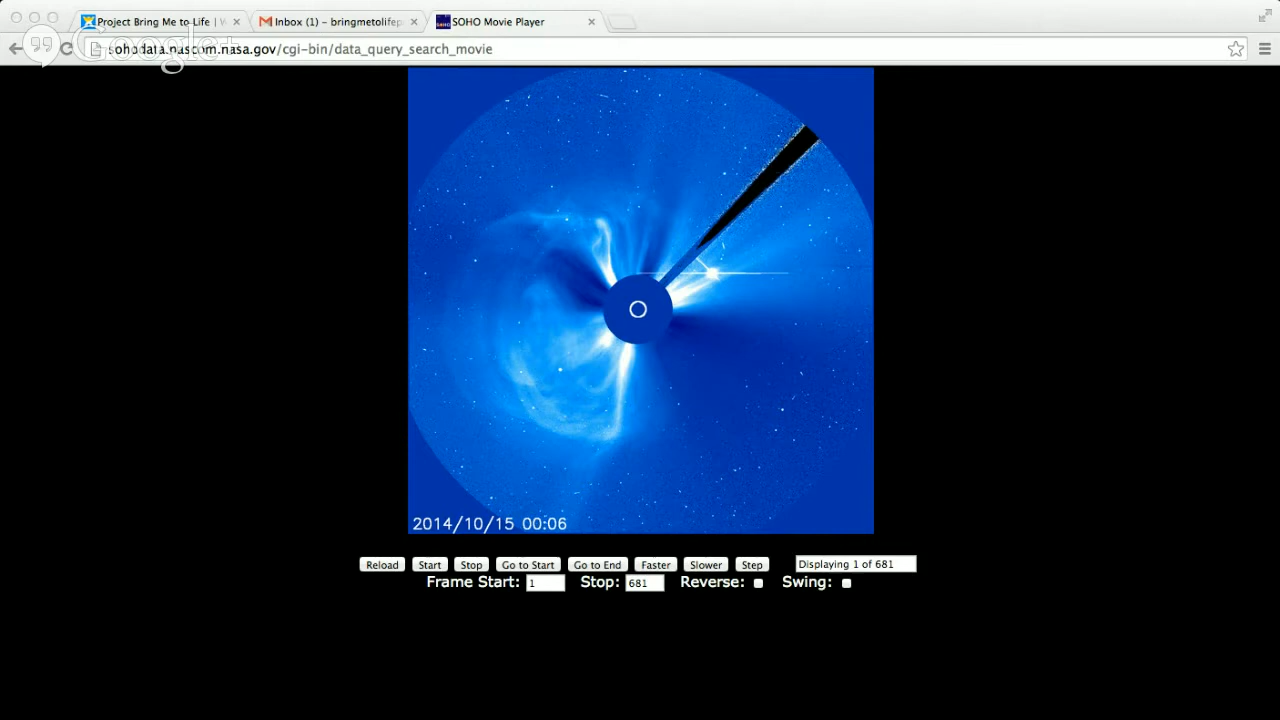 Project Bring Me to Life | W
Inbox (1) - bringmetolifep
SOHO Movie Player
Google+
sohodata.nascom.nasa.gov/cgi-bin/data_query_search_movie
2014/10/15 00:06
Reload Start Stop Go to Start Go to End Faster Slower Step Displaying 1 of 681
Frame Start: 1 Stop: 681 Reverse: Swing: